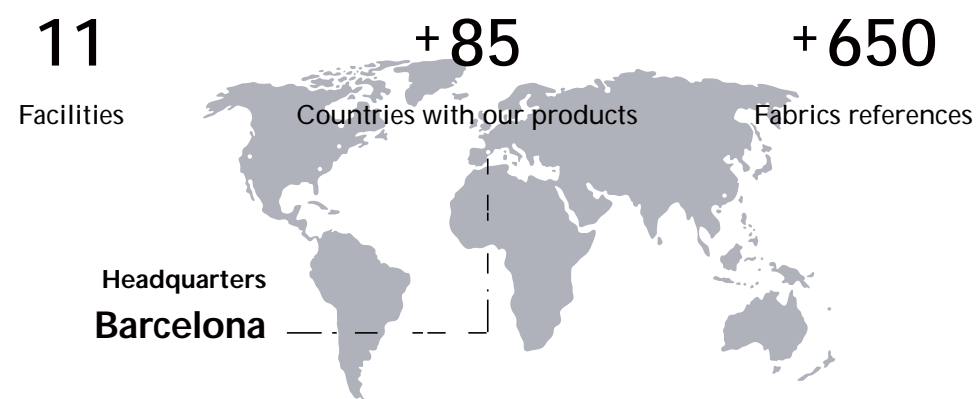 11
+85
+650
Facilities
Countries with our products
Fabrics references
Headquarters
Barcelona